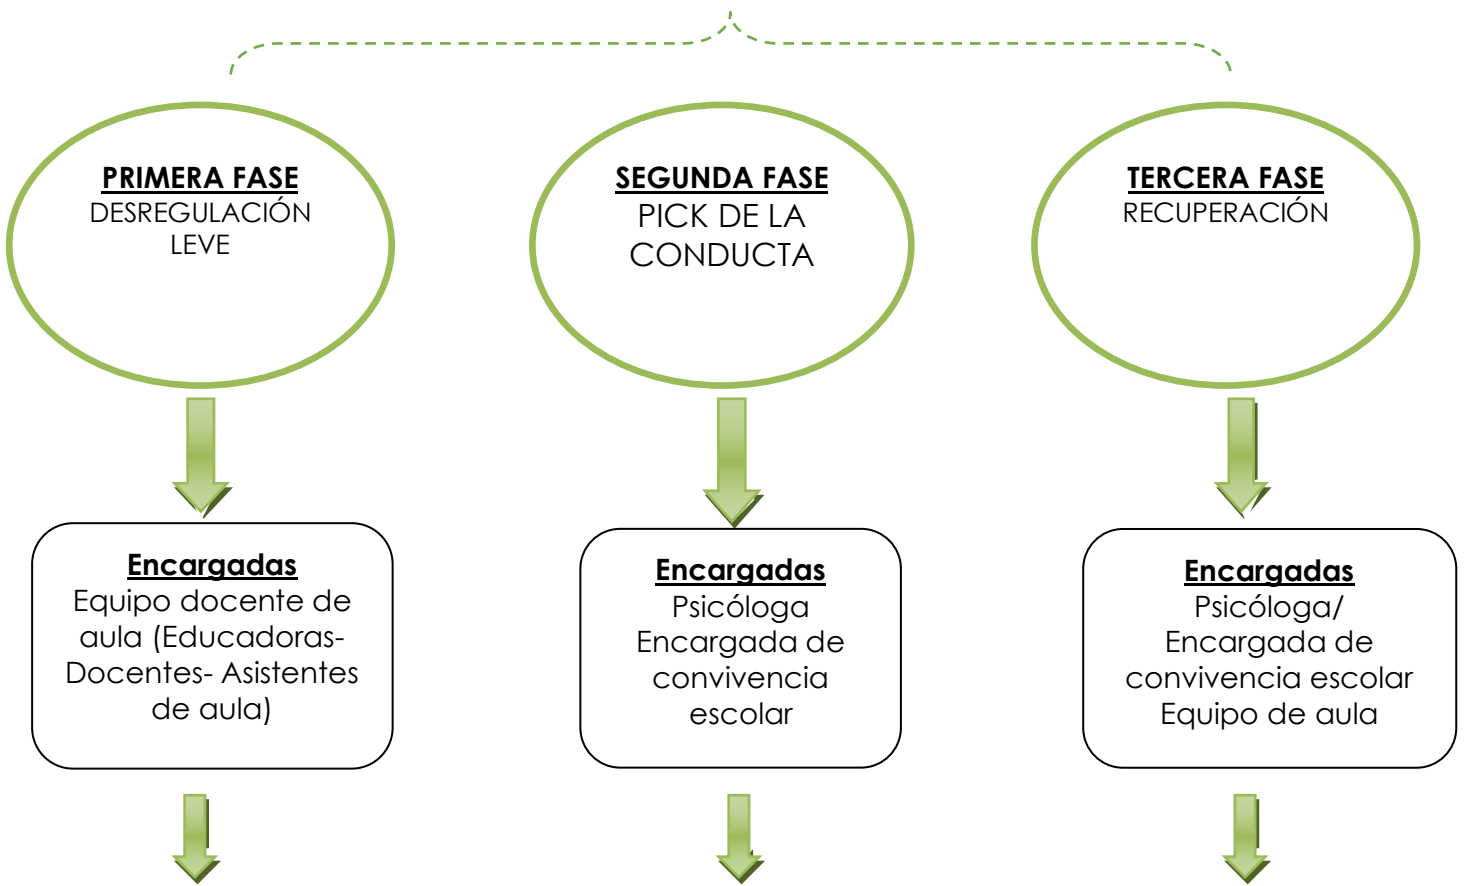 PRIMERA FASE
DESREGULACIÓN
LEVE
SEGUNDA FASE
PICK DE LA
CONDUCTA
TERCERA FASE
RECUPERACIÓN
Encargadas
Equipo docente de
aula (Educadoras-
Docentes- Asistentes
de aula)
Encargadas
Psicóloga
Encargada de
convivencia
escolar
Encargadas
Psicóloga/
Encargada de
convivencia escolar
Equipo de aula